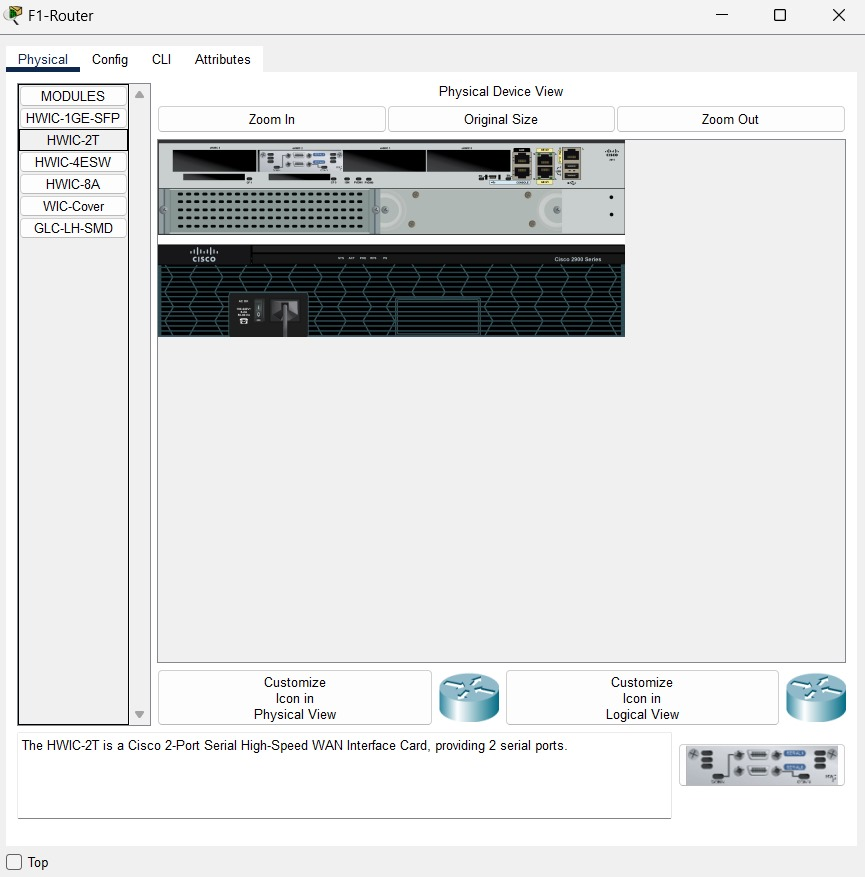 F1-Router
Physical Config CLI Attributes
MODULES
HWIC-1GE-SFP
HWIC-2T
HWIC-4ESW
HWIC-8A
WIC-Cover
GLC-LH-SMD
Physical Device View
Zoom In Original Size Zoom Out
CISCO
Cisco 2900 Series
Customize
Icon in
Physical View
Customize
Icon in
Logical View
The HWIC-2T is a Cisco 2-Port Serial High-Speed WAN Interface Card, providing 2 serial ports.
Top